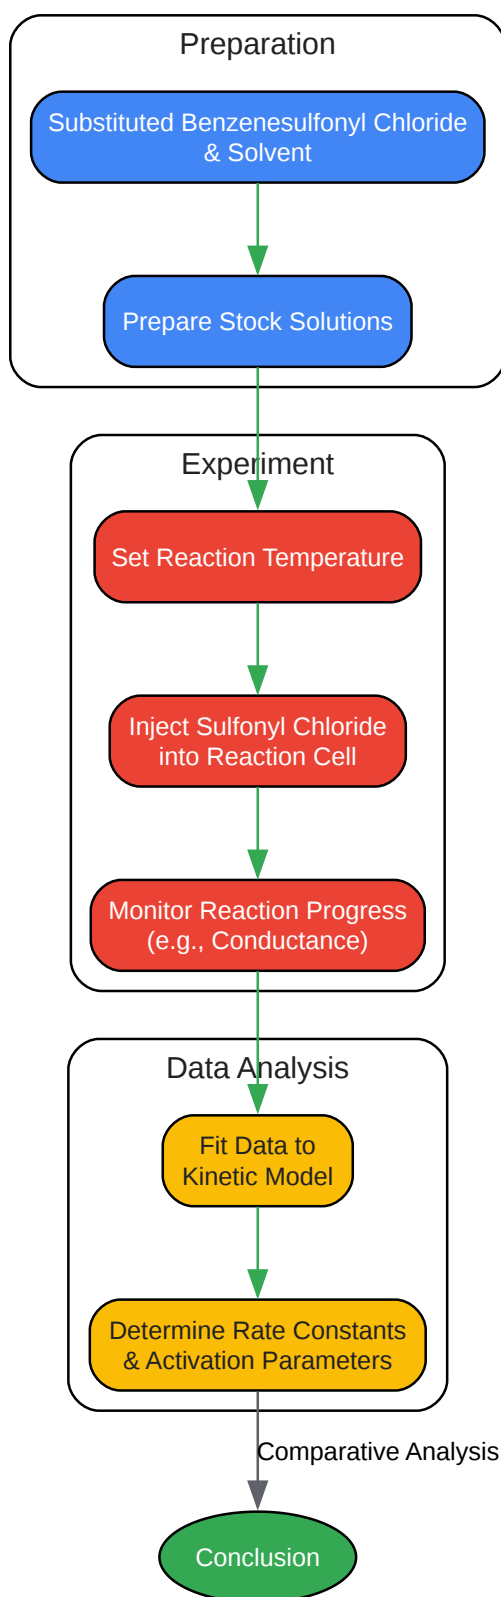 Preparation
Substituted Benzenesulfonyl Chloride
& Solvent
Prepare Stock Solutions
Experiment
Set Reaction Temperature
Inject Sulfonyl Chloride
into Reaction Cell
Monitor Reaction Progress
(e.g., Conductance)
Data Analysis
Fit Data to
Kinetic Model
Determine Rate Constants
& Activation Parameters
Comparative Analysis
Conclusion